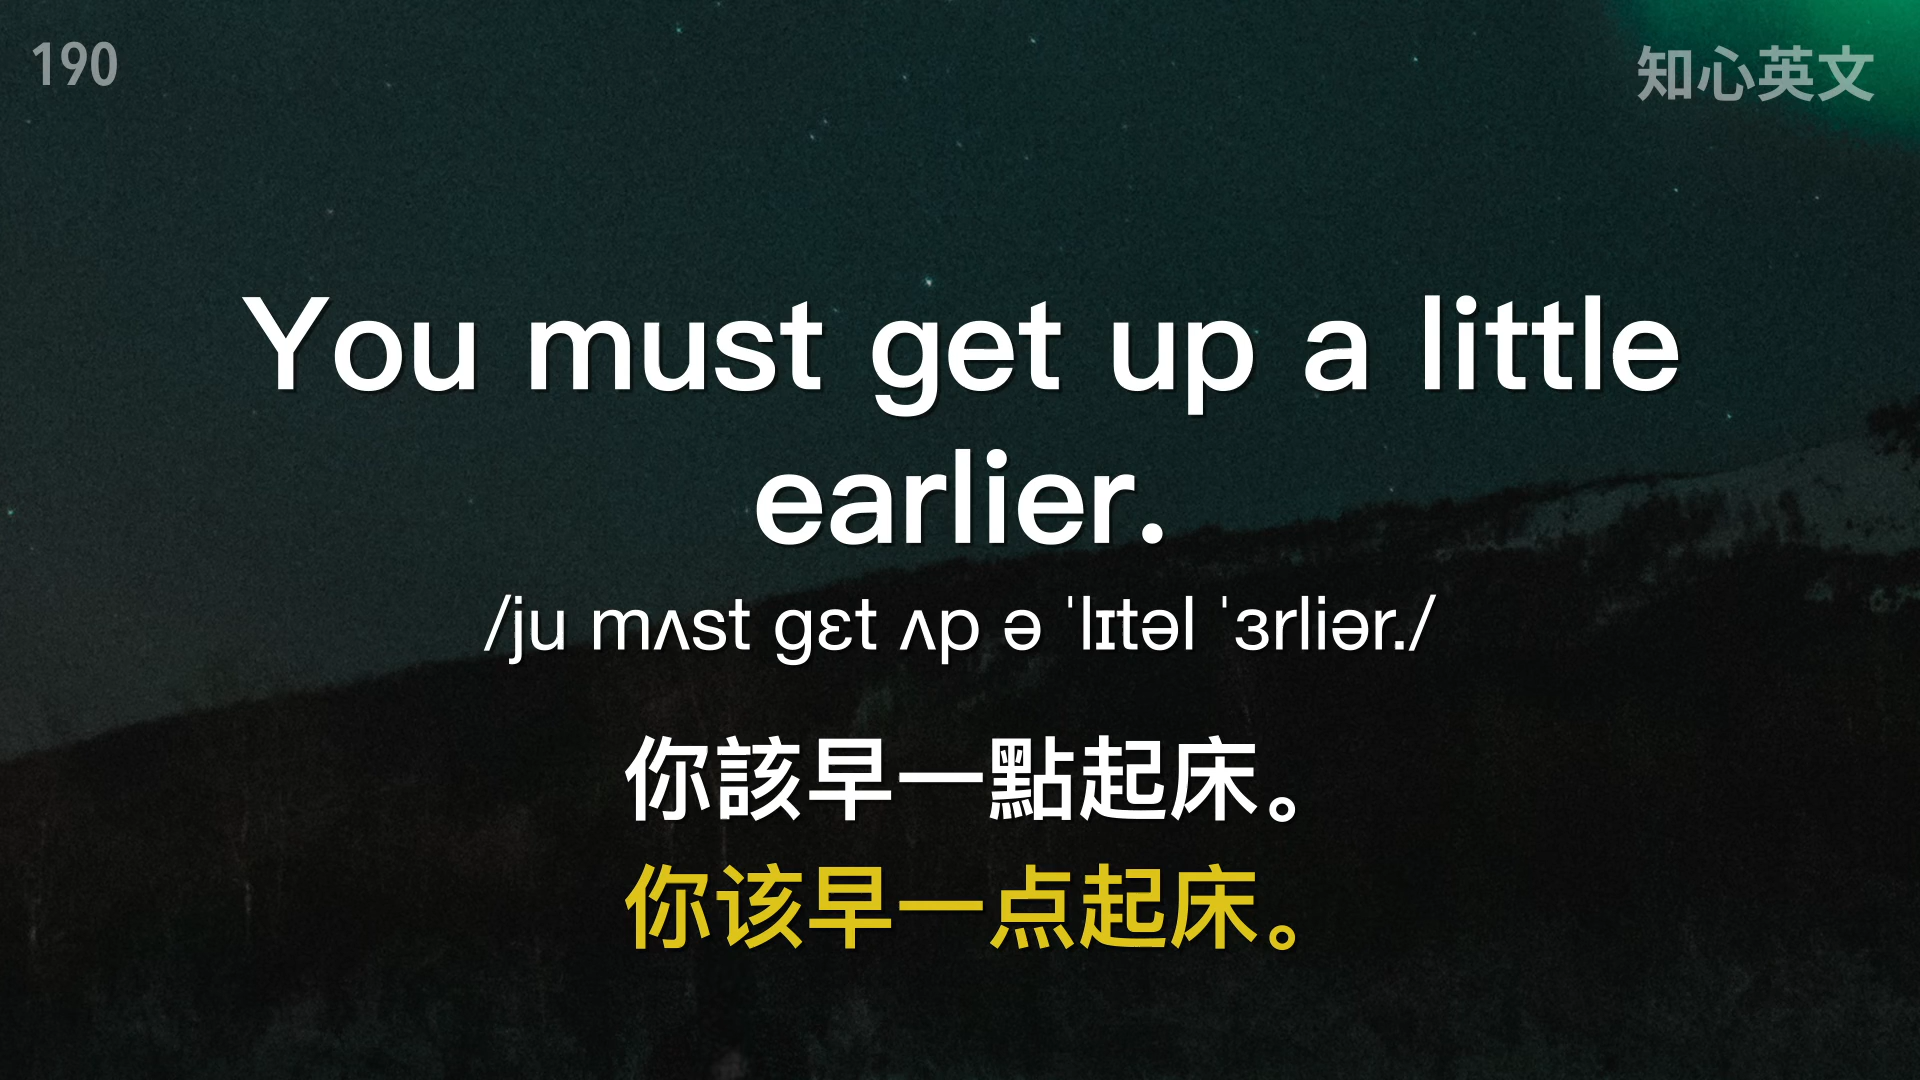 190
知心英文
You must get up a little
earlier.
/ju mʌst gɛt ʌp ə ˈlɪtəl ˈɜrliər./
你該早一點起床。
你该早一点起床。